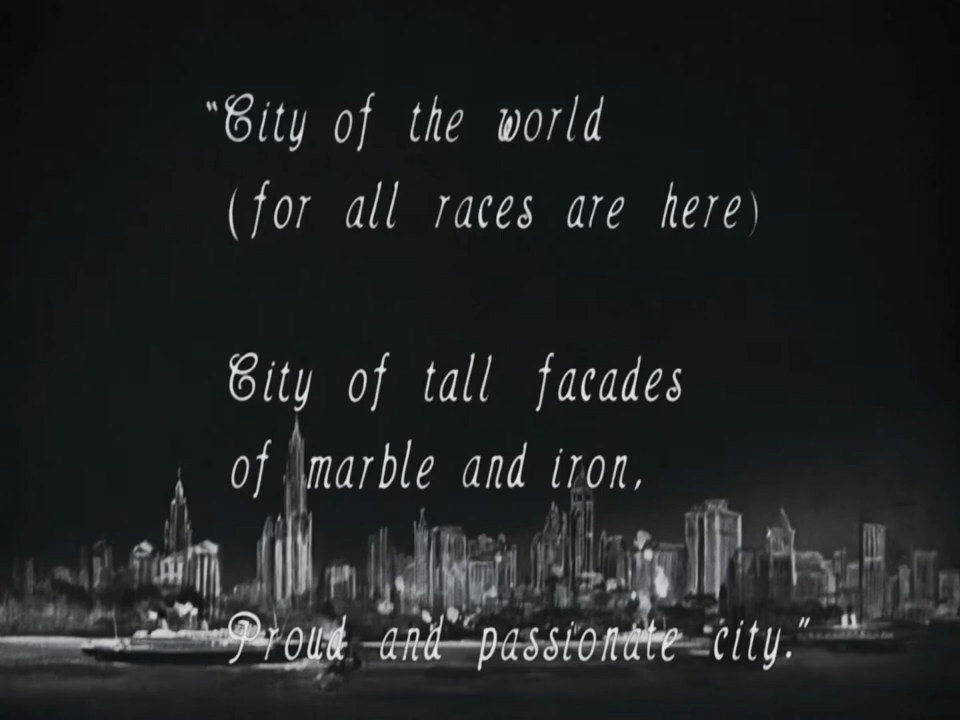 "City of the world
(for all races are here)
City of tall facades
of marble and iron,
Proud and passionate city."